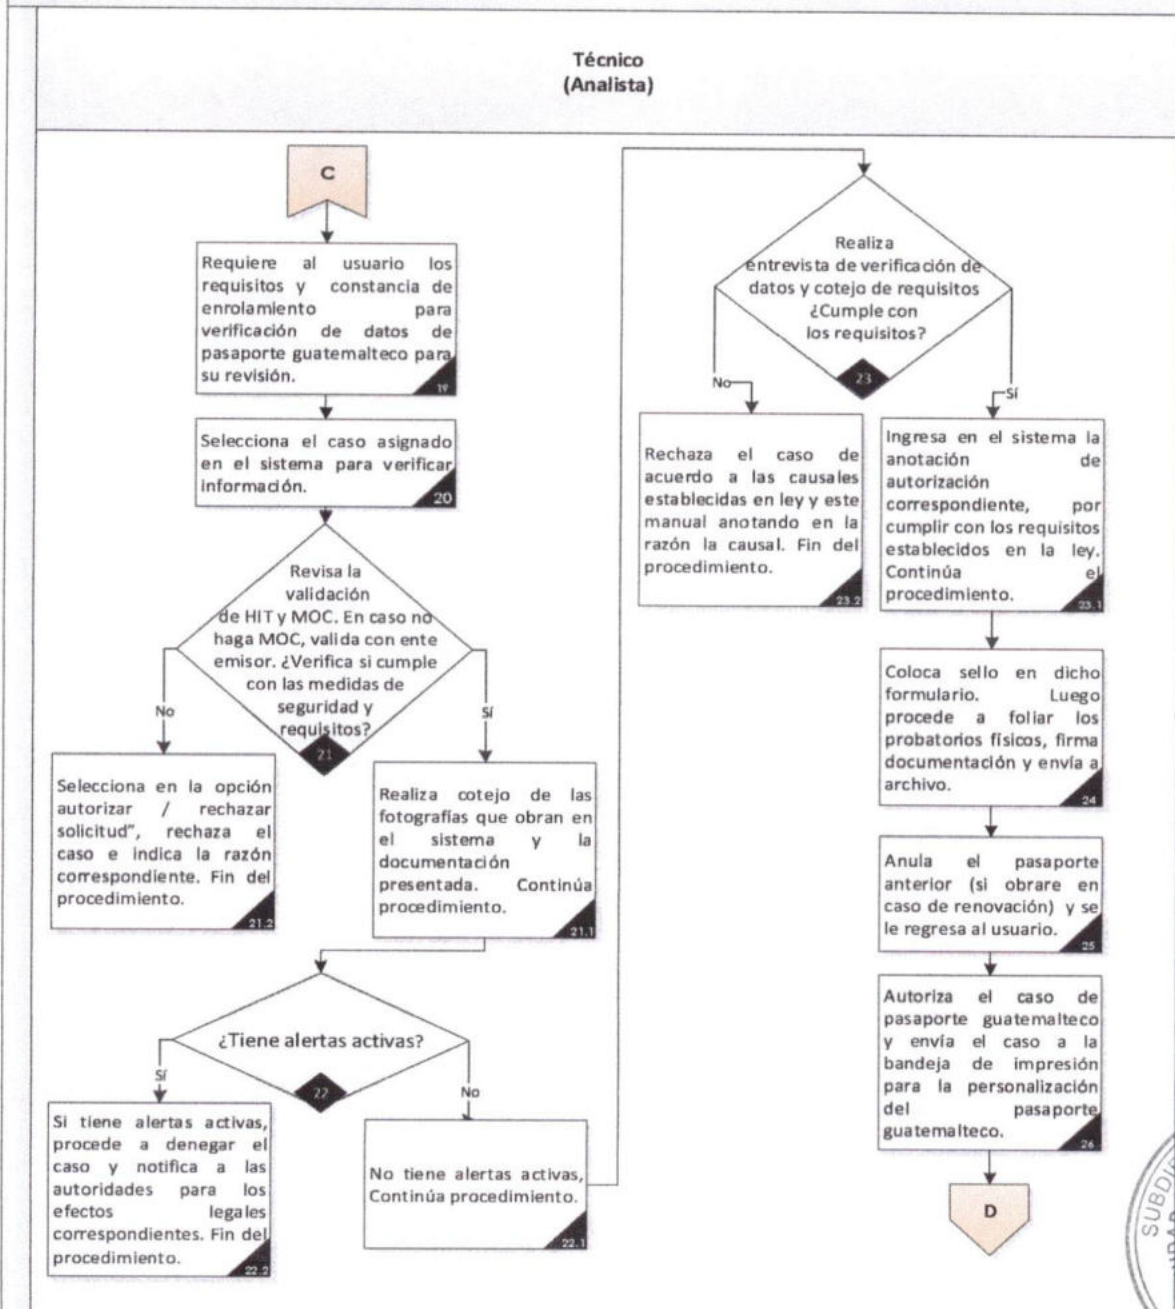 Técnico
(Analista)
C
Requiere al usuario los
requisitos y constancia de
enrolamiento para
verificación de datos de
pasaporte guatemalteco para
su revisión.
19
Selecciona el caso asignado
en el sistema para verificar
información.
20
Revisa la
validación
de HIT y MOC. En caso no
haga MOC, valida con ente
emisor. ¿Verifica si cumple
con las medidas de
seguridad y
requisitos?
21
No
Sí
Selecciona en la opción
autorizar / rechazar
solicitud", rechaza el
caso e indica la razón
correspondiente. Fin del
procedimiento.
21.2
Realiza cotejo de las
fotografías que obran en
el sistema y la
documentación
presentada. Continúa
procedimiento.
21.1
¿Tiene alertas activas?
22
Sí
No
Si tiene alertas activas,
procede a denegar el
caso y notifica a las
autoridades para los
efectos legales
correspondientes. Fin del
procedimiento.
22.2
No tiene alertas activas,
Continúa procedimiento.
22.1
Realiza
entrevista de verificación de
datos y cotejo de requisitos
¿Cumple con
los requisitos?
23
No
Sí
Rechaza el caso de
acuerdo a las causales
establecidas en ley y este
manual anotando en la
razón la causal. Fin del
procedimiento.
23.2
Ingresa en el sistema la
anotación de
autorización
correspondiente, por
cumplir con los requisitos
establecidos en la ley.
Continúa el
procedimiento.
23.1
Coloca sello en dicho
formulario. Luego
procede a foliar los
probatorios físicos, firma
documentación y envía a
archivo.
24
Anula el pasaporte
anterior (si obrare en
caso de renovación) y se
le regresa al usuario.
25
Autoriza el caso de
pasaporte guatemalteco
y envía el caso a la
bandeja de impresión
para la personalización
del pasaporte
guatemalteco.
26
D